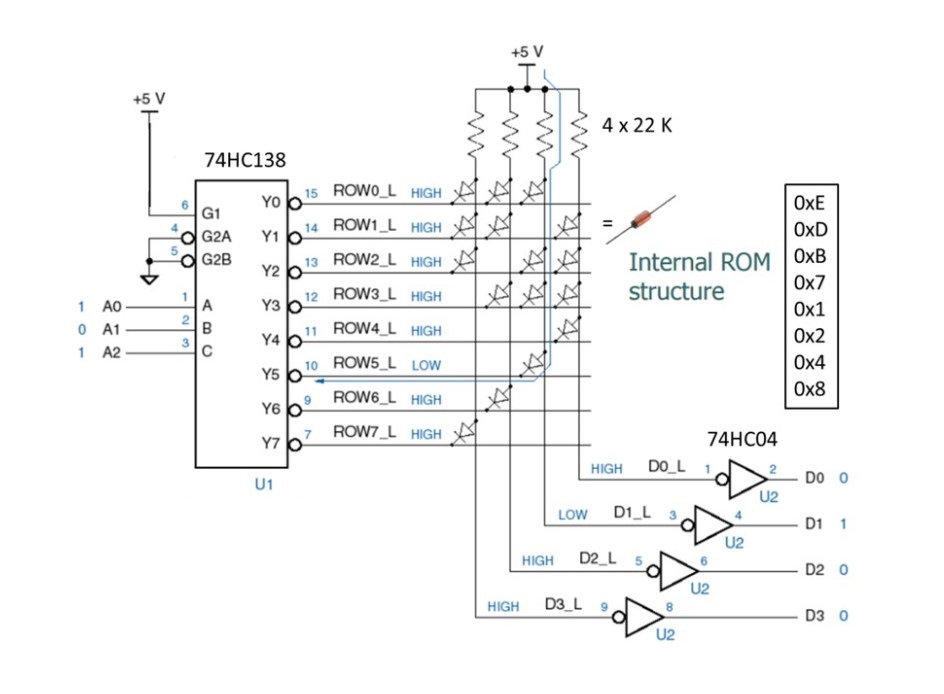 +5 V
+5 V
4 x 22 K
74HC138
6 G1
4 G2A
5 G2B
1 A0 1 A
0 A1 2 B
1 A2 3 C
Y0 15 ROW0_L HIGH
Y1 14 ROW1_L HIGH
Y2 13 ROW2_L HIGH
Y3 12 ROW3_L HIGH
Y4 11 ROW4_L HIGH
Y5 10 ROW5_L LOW
Y6 9 ROW6_L HIGH
Y7 7 ROW7_L HIGH
U1
=
Internal ROM
structure
0xE
0xD
0xB
0x7
0x1
0x2
0x4
0x8
74HC04
HIGH D0_L 1 2 D0 0
U2
LOW D1_L 3 4 D1 1
U2
HIGH D2_L 5 6 D2 0
U2
HIGH D3_L 9 8 D3 0
U2